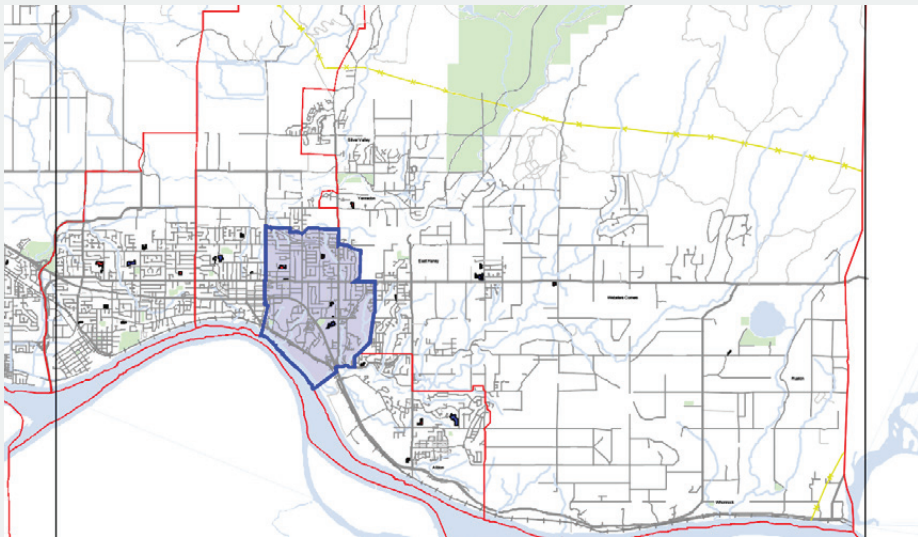 Silver Valley
Yennadon
East Haney
Websters Corners
Ruskin
Albion
Whonnock